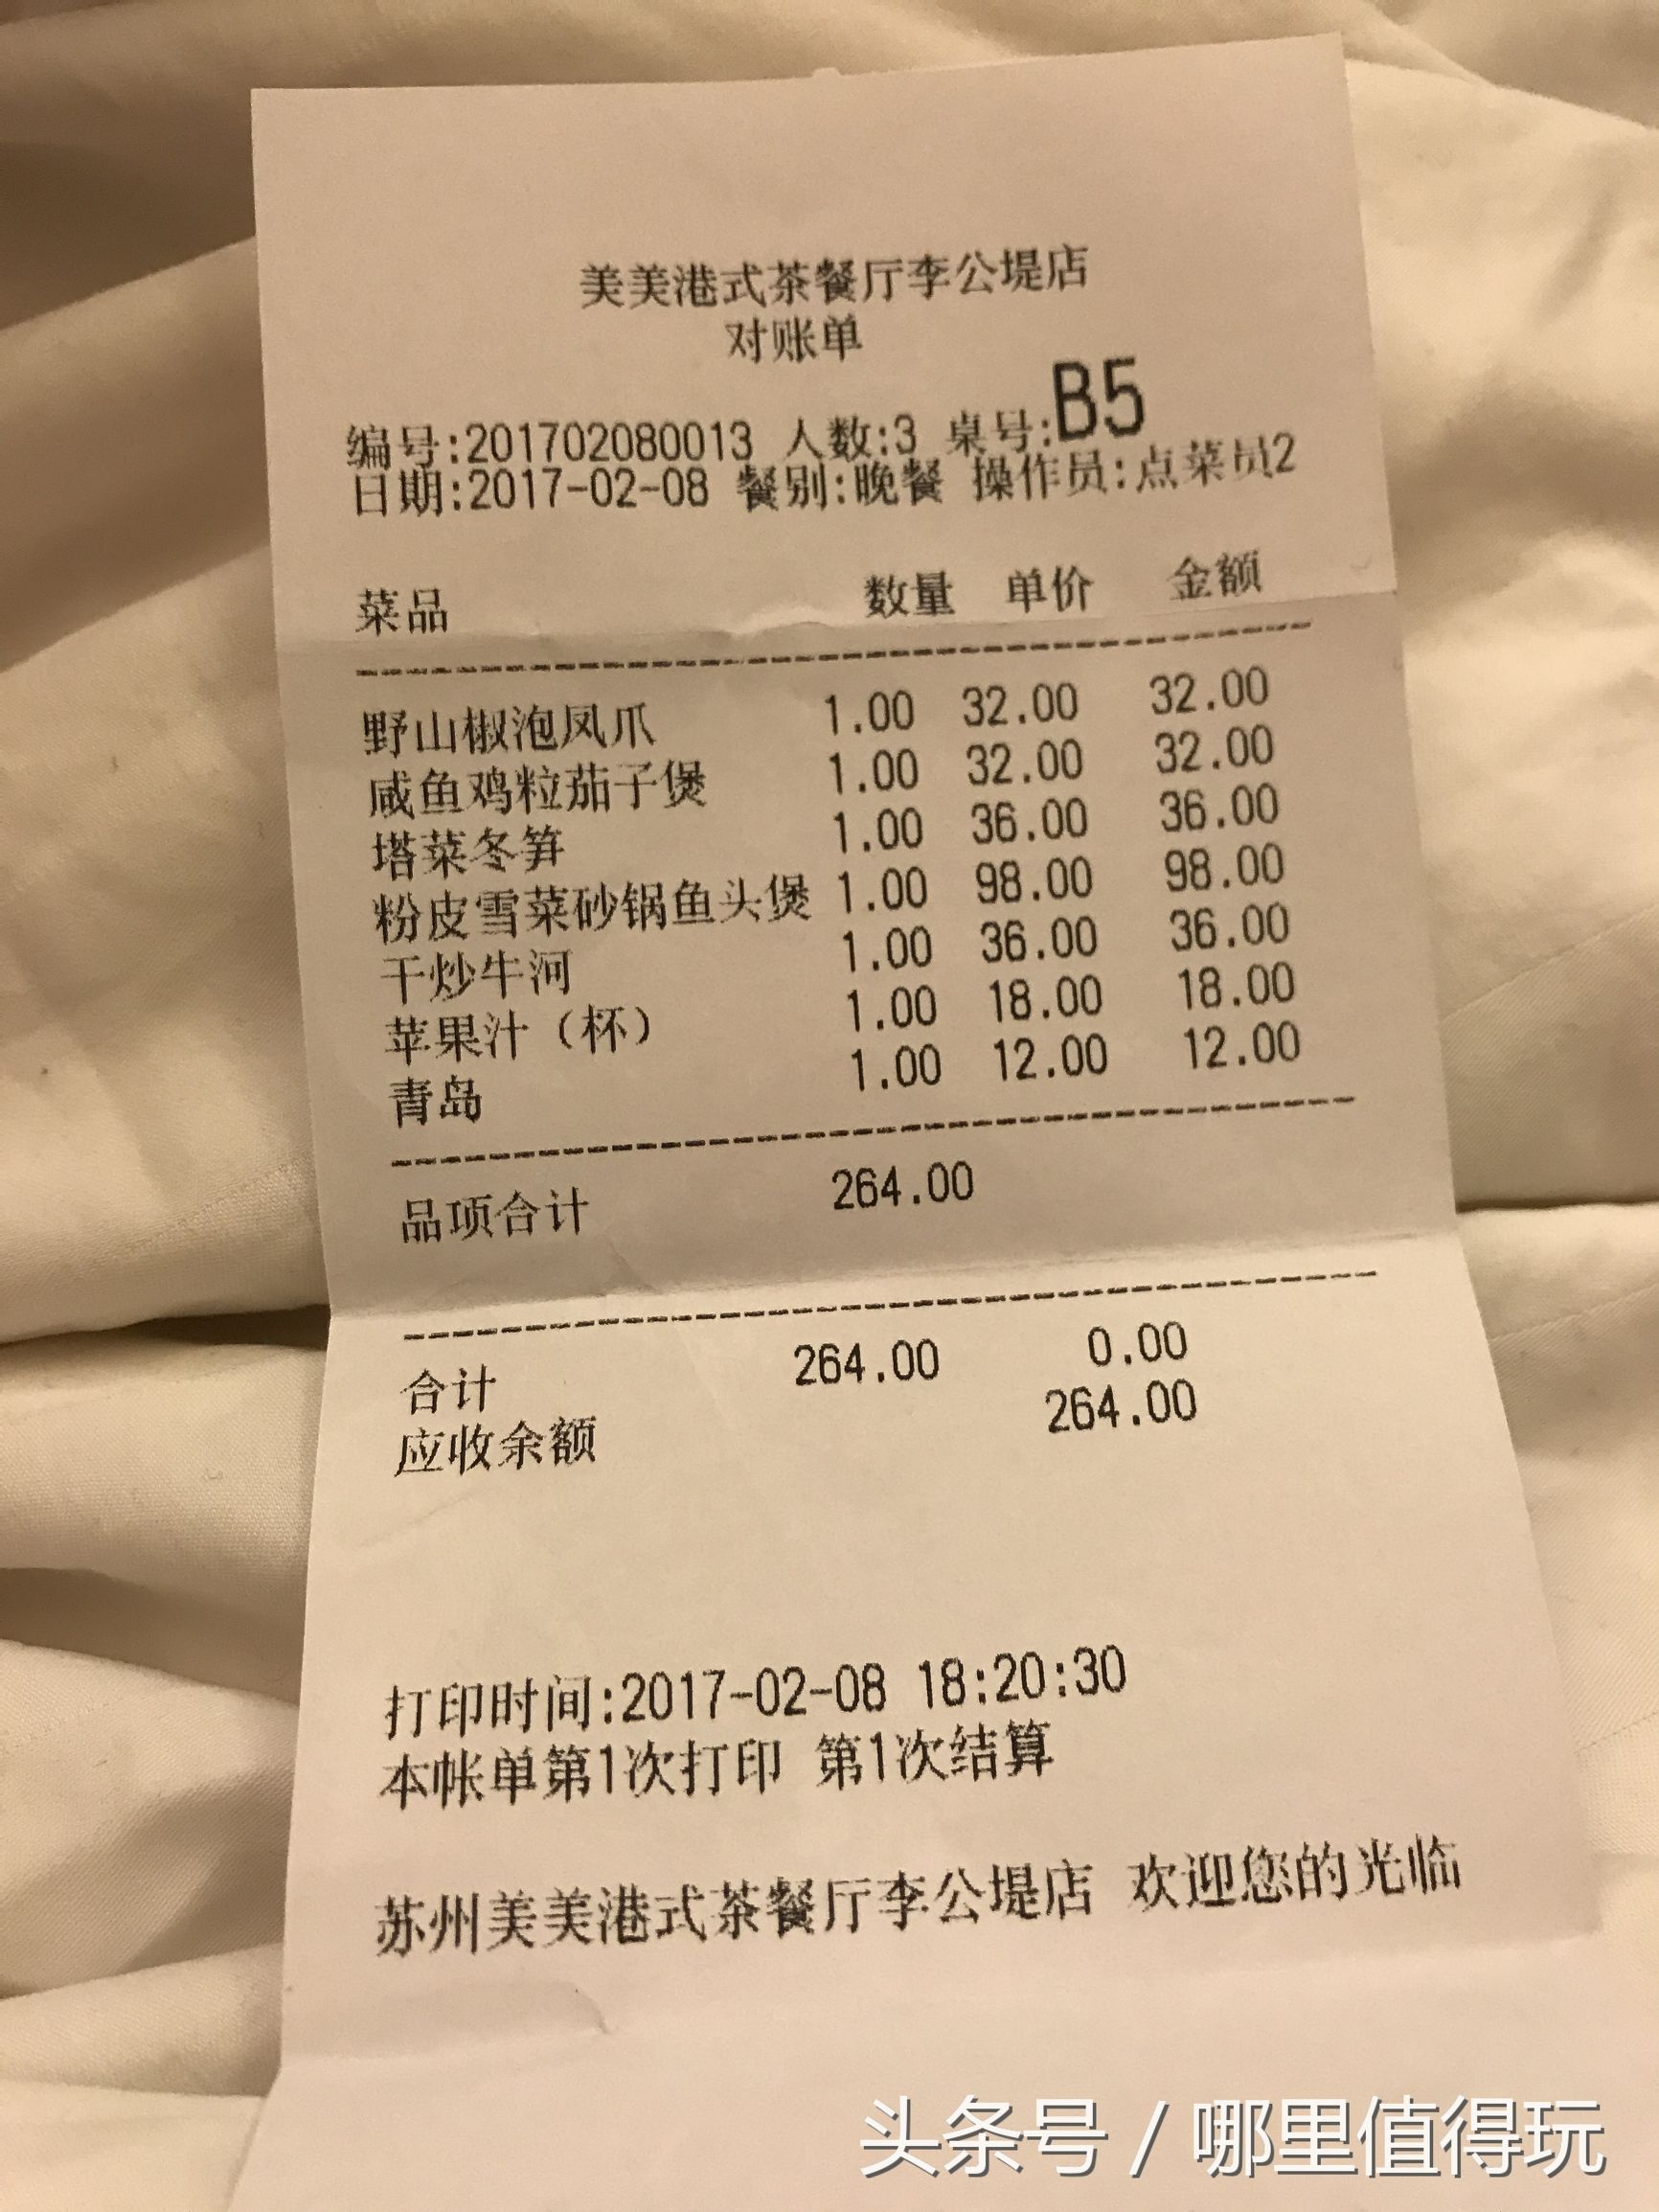 美美港式茶餐厅李公堤店
对账单
编号:201702080013 人数:3 桌号:B5
日期:2017-02-08 餐别:晚餐 操作员:点菜员2
菜品 数量 单价 金额
野山椒泡凤爪 1.00 32.00 32.00
咸鱼鸡粒茄子煲 1.00 32.00 32.00
塔菜冬笋 1.00 36.00 36.00
粉皮雪菜砂锅鱼头煲 1.00 98.00 98.00
干炒牛河 1.00 36.00 36.00
苹果汁（杯） 1.00 18.00 18.00
青岛 1.00 12.00 12.00
品项合计 264.00
合计 264.00 0.00
应收余额 264.00
打印时间:2017-02-08 18:20:30
本帐单第1次打印 第1次结算
苏州美美港式茶餐厅李公堤店 欢迎您的光临
头条号 / 哪里值得玩